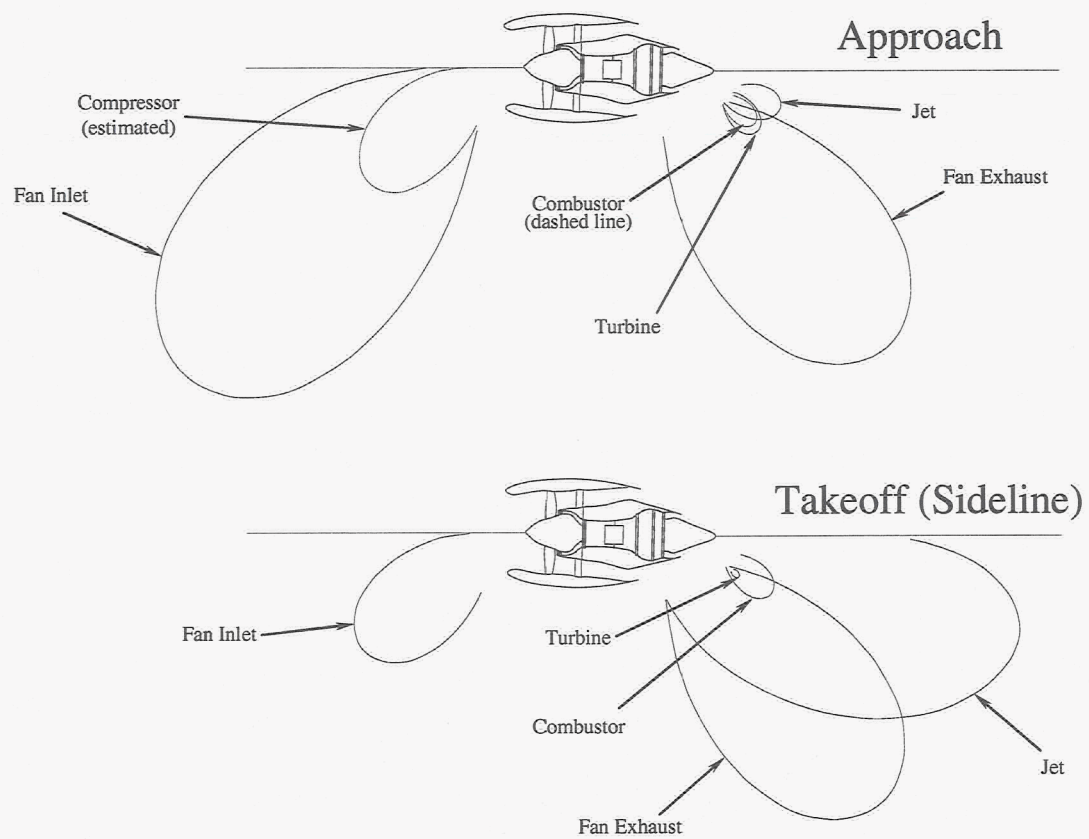 Approach
Compressor
(estimated)
Jet
Fan Inlet
Fan Exhaust
Combustor
(dashed line)
Turbine
Takeoff (Sideline)
Fan Inlet
Turbine
Combustor
Jet
Fan Exhaust